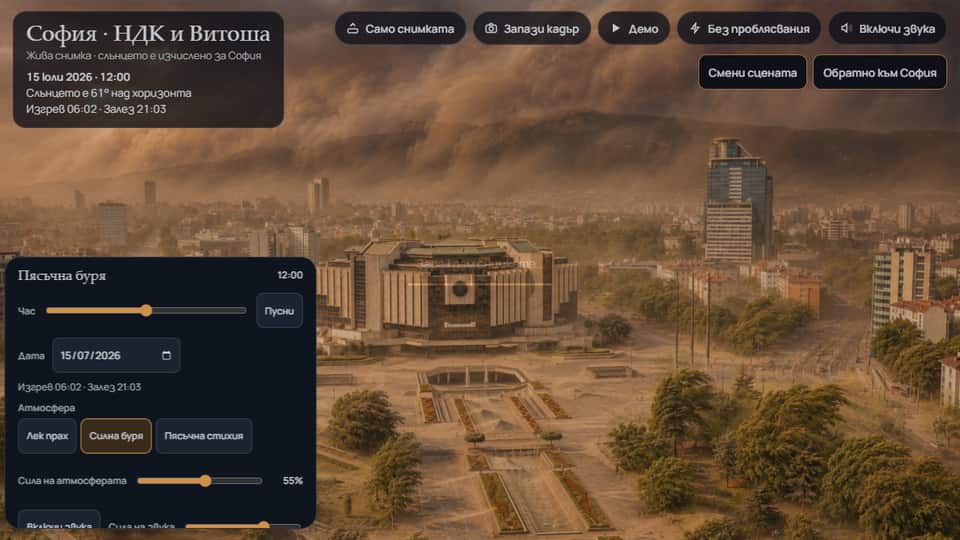 София · НДК и Витоша
Жива снимка · слънцето е изчислено за София
15 юли 2026 · 12:00
Слънцето е 61° над хоризонта
Изгрев 06:02 · Залез 21:03
Само снимката
Запази кадър
Демо
Без проблясвания
Включи звука
Смени сцената
Обратно към София
Пясъчна буря 12:00
Час Пусни
Дата 15/07/2026
Изгрев 06:02 · Залез 21:03
Атмосфера
Лек прах Силна буря Пясъчна стихия
Сила на атмосферата 55%
Включи звука Сила на звука